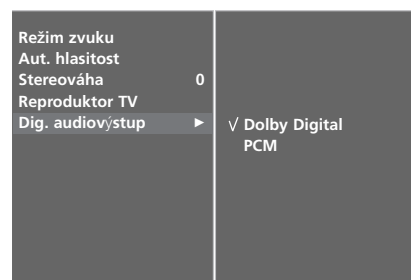 Režim zvuku
Aut. hlasitost
Stereováha 0
Reproduktor TV
Dig. audiovýstup ►
√ Dolby Digital
PCM